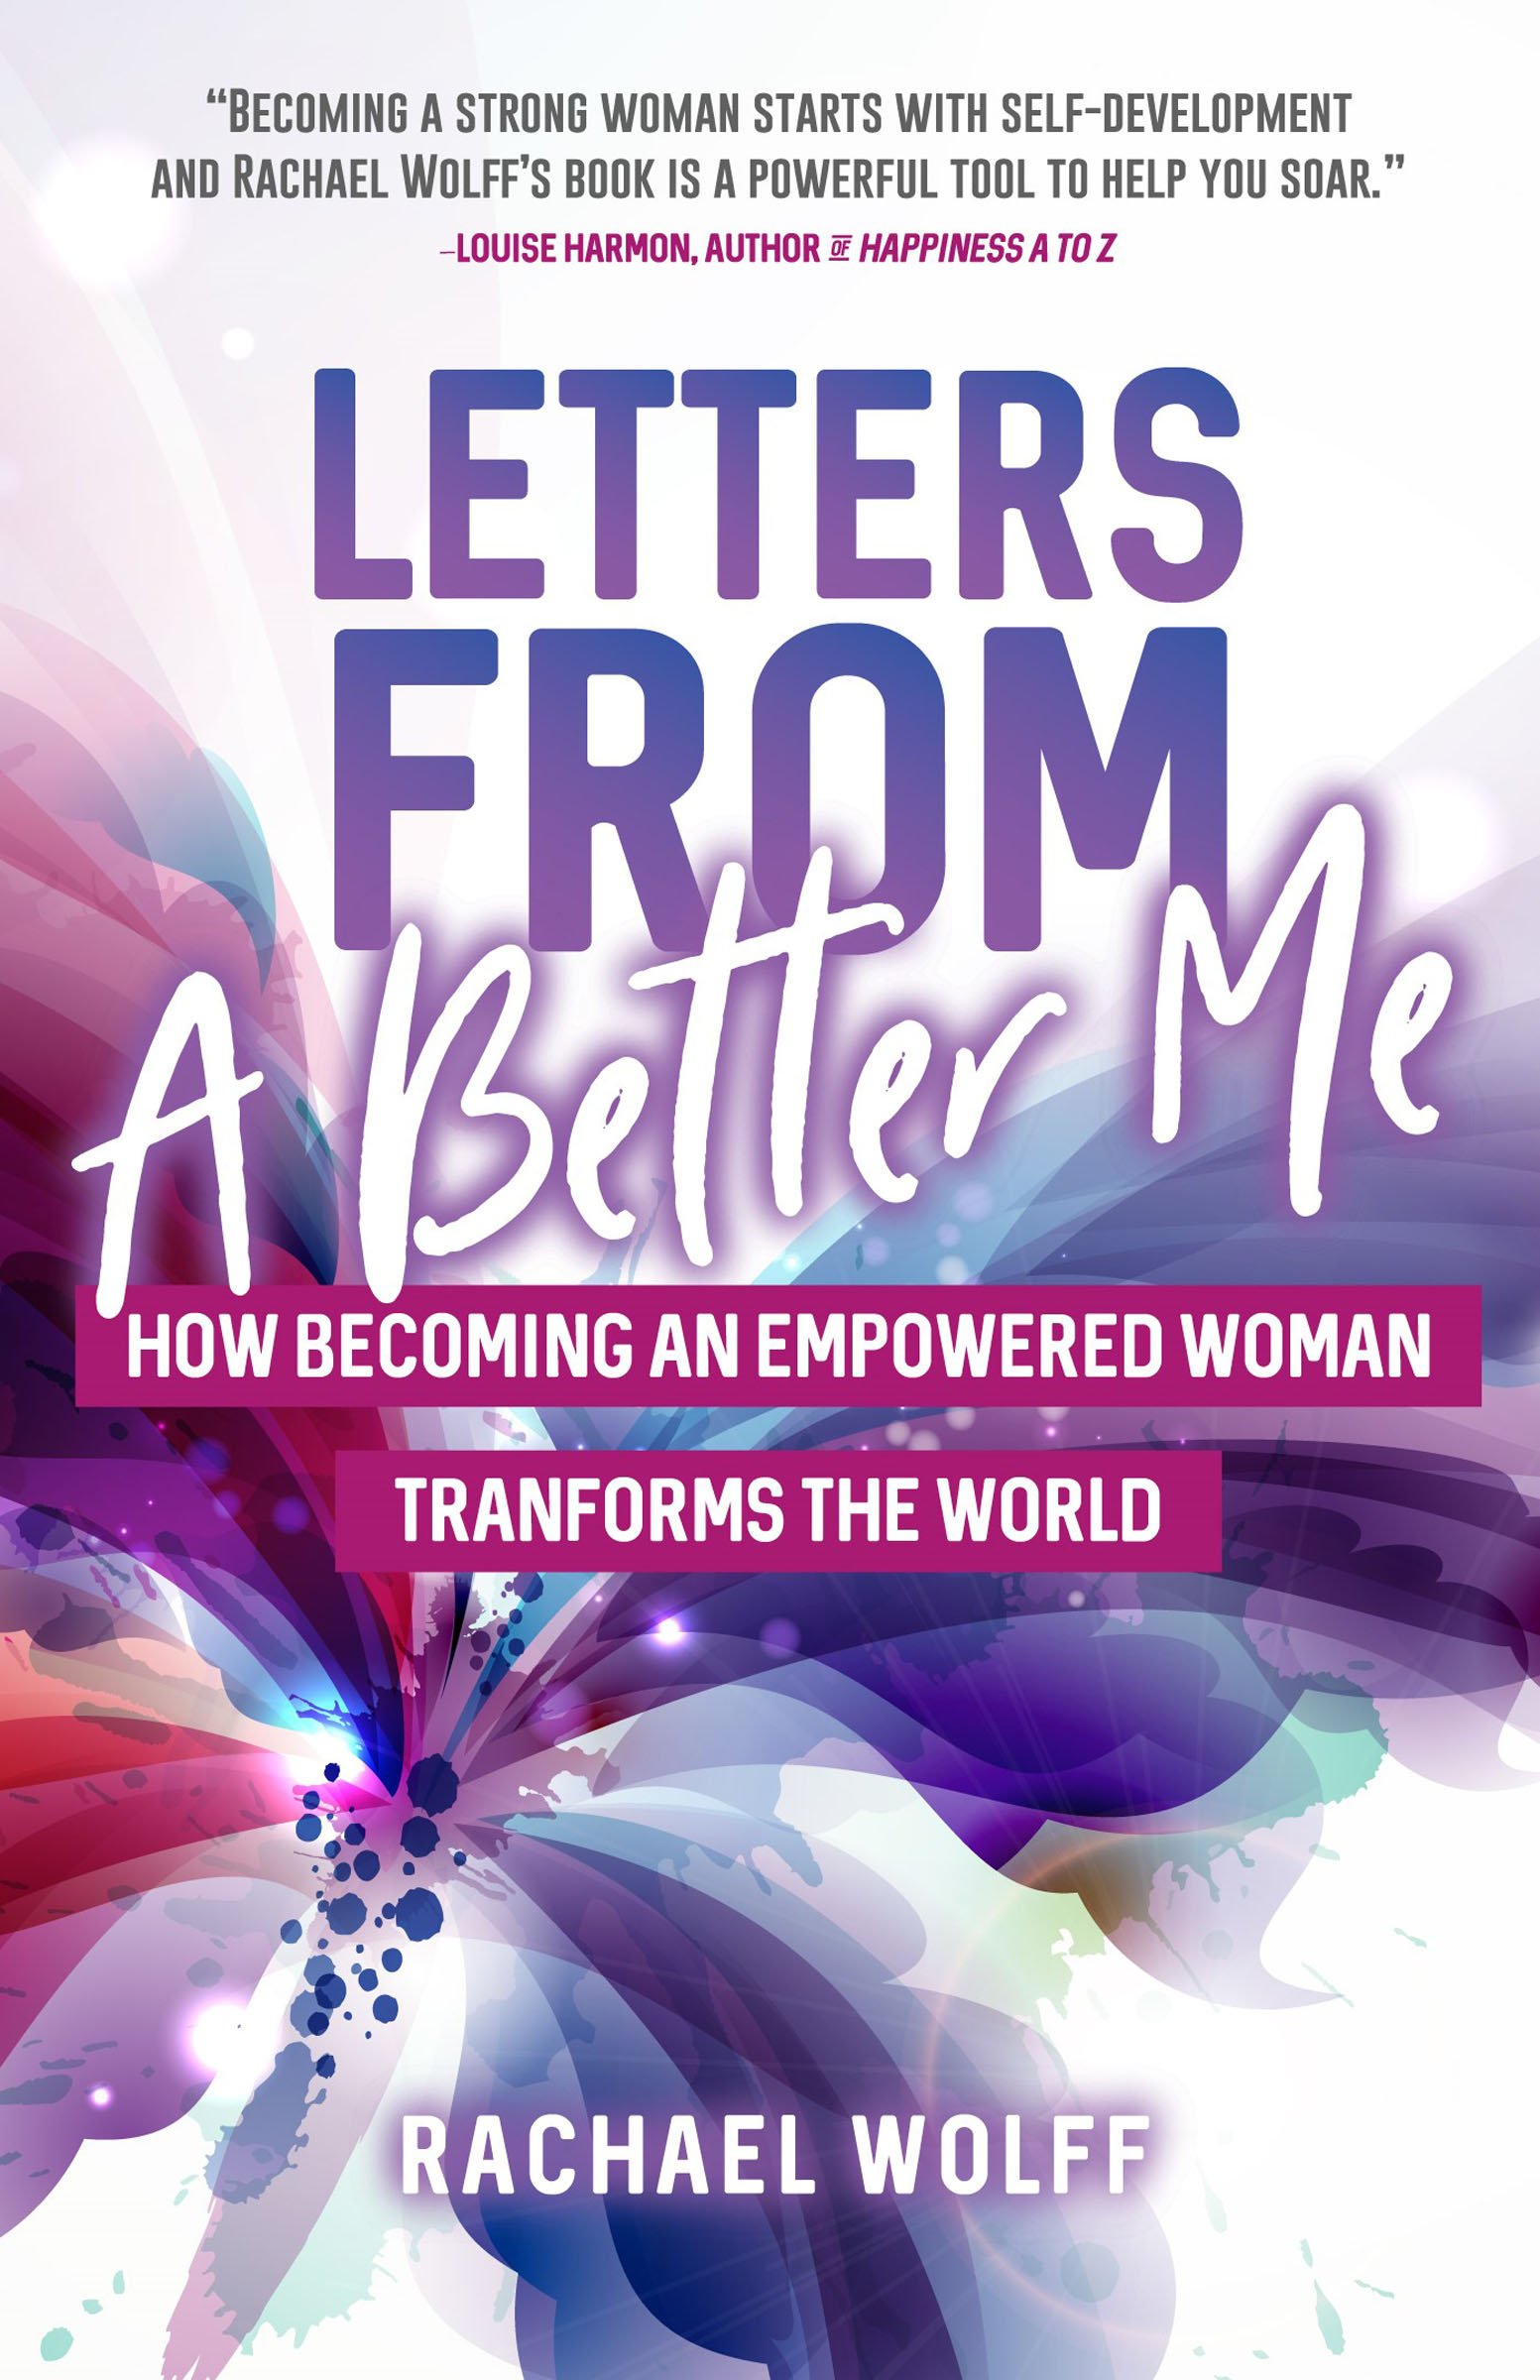 “BECOMING A STRONG WOMAN STARTS WITH SELF-DEVELOPMENT
AND RACHAEL WOLFF’S BOOK IS A POWERFUL TOOL TO HELP YOU SOAR.”
–LOUISE HARMON, AUTHOR OF HAPPINESS A TO Z
LETTERS
FROM
A Better Me
HOW BECOMING AN EMPOWERED WOMAN
TRANFORMS THE WORLD
RACHAEL WOLFF